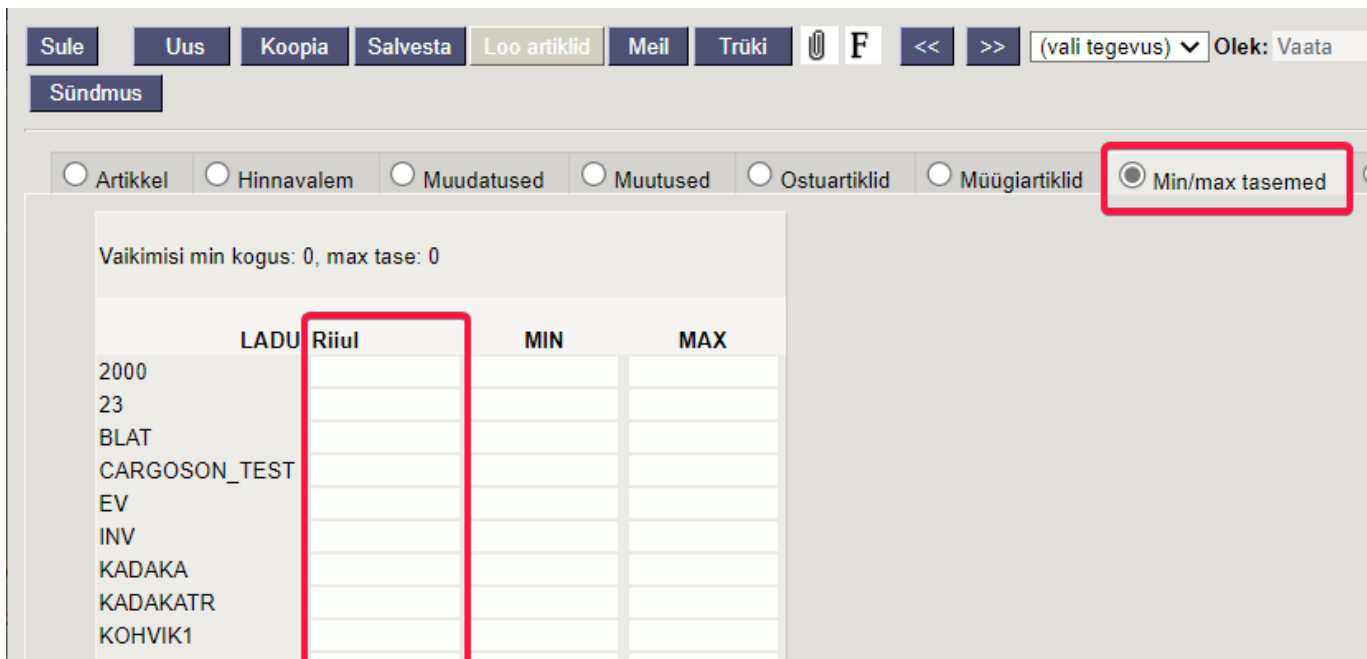 Sule Uus Koopia Salvesta Loo artiklid Meil Trüki F << >> (vali tegevus) Olek: Vaata
Sündmus
Artikkel Hinnavalem Muudatused Muutused Ostuartiklid Müügiartiklid Min/max tasemed
Vaikimisi min kogus: 0, max tase: 0
LADU Riiul MIN MAX
2000
23
BLAT
CARGOSON_TEST
EV
INV
KADAKA
KADAKATR
KOHVIK1